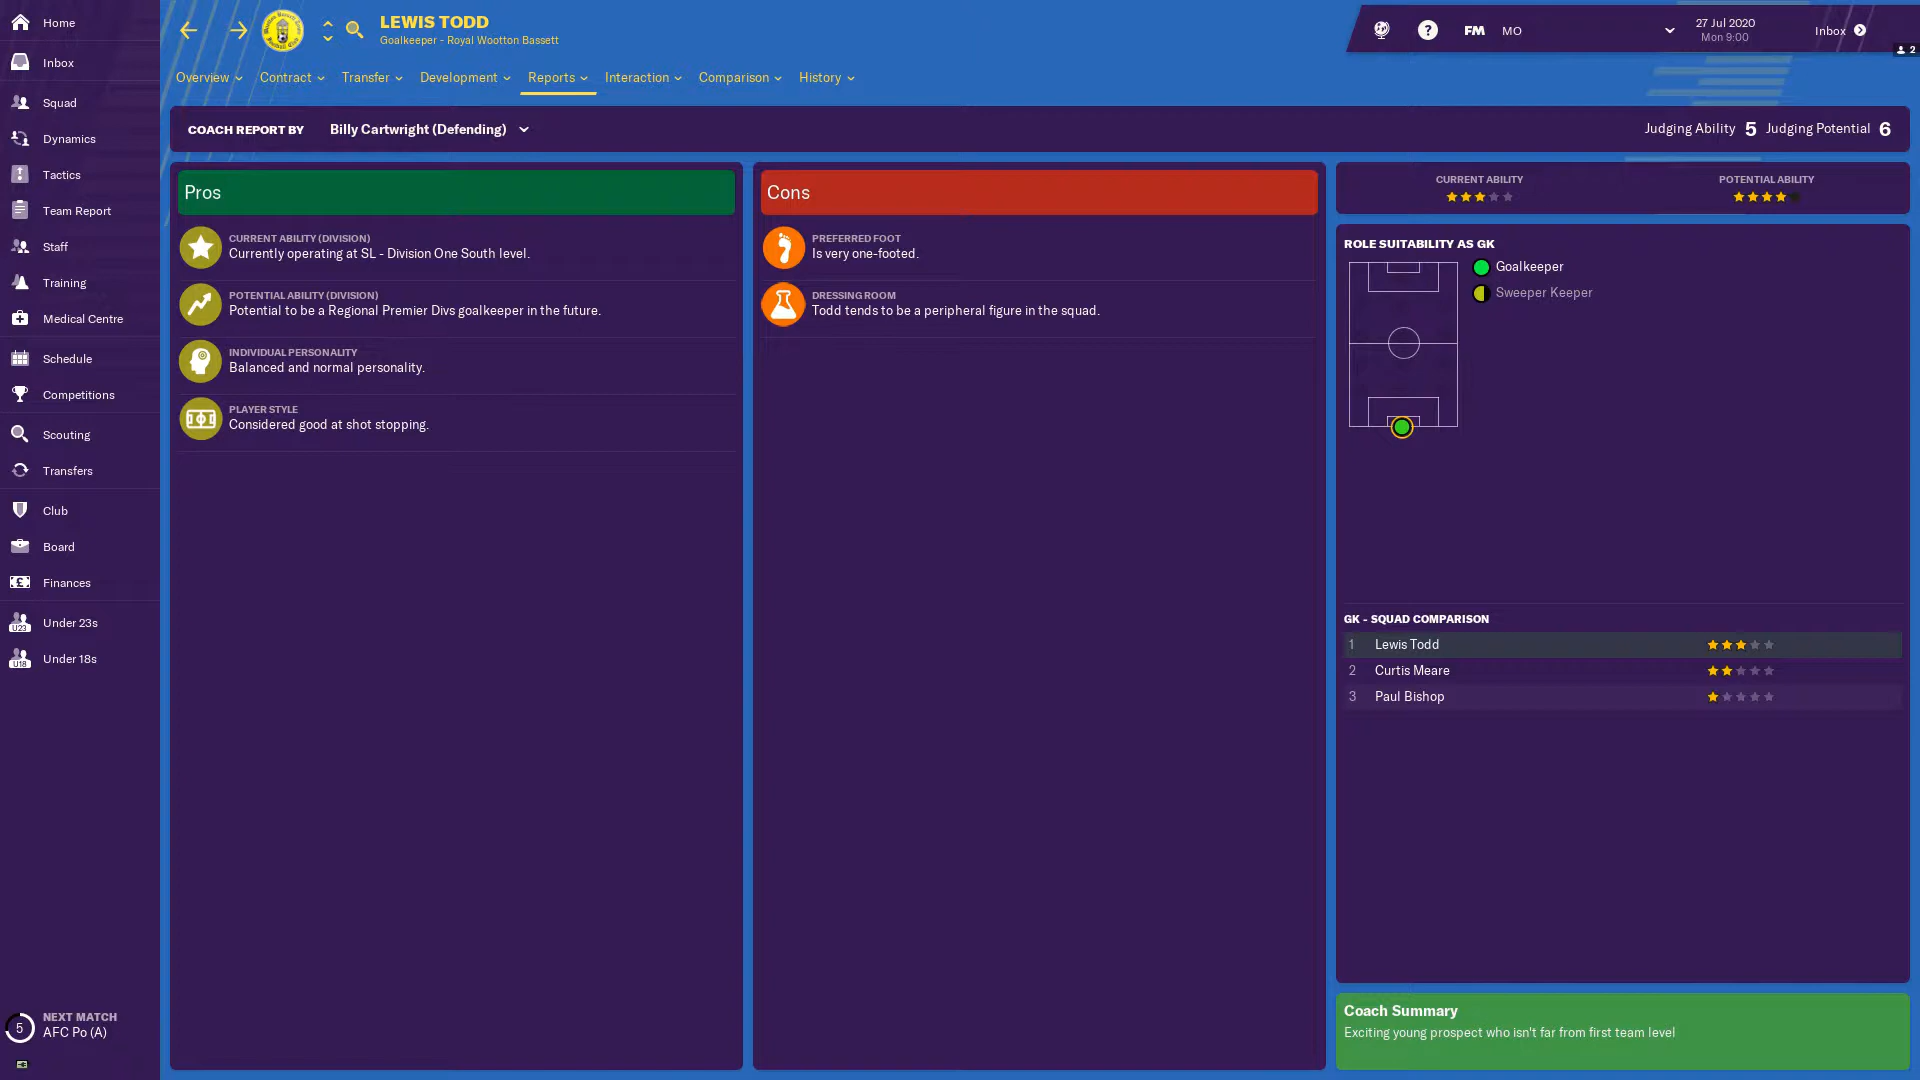 Home
Inbox
Squad
Dynamics
Tactics
Team Report
Staff
Training
Medical Centre
Schedule
Competitions
Scouting
Transfers
Club
Board
Finances
U23
Under 23s
U18
Under 18s
5
NEXT MATCH
AFC Po (A)
LEWIS TODD
Goalkeeper - Royal Wootton Bassett
?
FM
MO
27 Jul 2020
Mon 9:00
Inbox
2
Overview
Contract
Transfer
Development
Reports
Interaction
Comparison
History
COACH REPORT BY
Billy Cartwright (Defending)
Judging Ability 5
Judging Potential 6
Pros
CURRENT ABILITY (DIVISION)
Currently operating at SL - Division One South level.
POTENTIAL ABILITY (DIVISION)
Potential to be a Regional Premier Divs goalkeeper in the future.
INDIVIDUAL PERSONALITY
Balanced and normal personality.
PLAYER STYLE
Considered good at shot stopping.
Cons
PREFERRED FOOT
Is very one-footed.
DRESSING ROOM
Todd tends to be a peripheral figure in the squad.
CURRENT ABILITY
POTENTIAL ABILITY
ROLE SUITABILITY AS GK
Goalkeeper
Sweeper Keeper
GK - SQUAD COMPARISON
1 Lewis Todd
2 Curtis Meare
3 Paul Bishop
Coach Summary
Exciting young prospect who isn't far from first team level